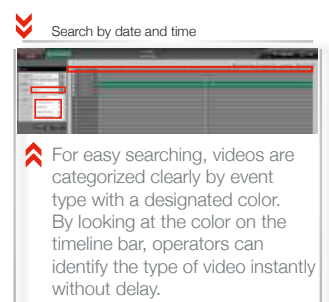 Search by date and time
For easy searching, videos are
categorized clearly by event
type with a designated color.
By looking at the color on the
timeline bar, operators can
identify the type of video instantly
without delay.